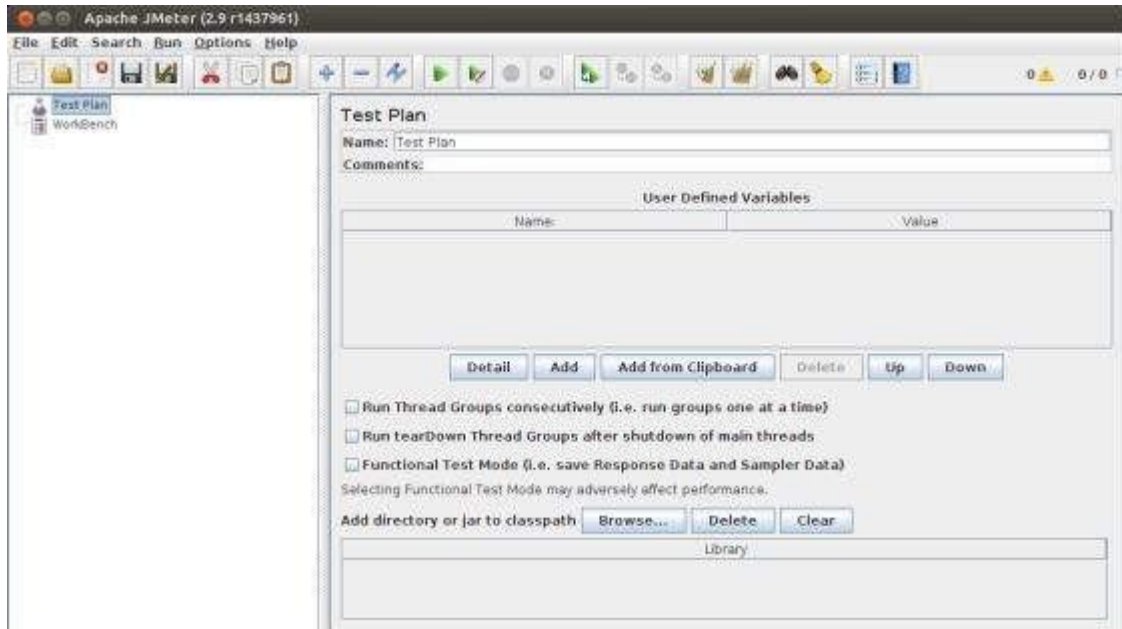 Apache JMeter (2.9 r1437961)
File Edit Search Run Options Help
0 0 / 0
Test Plan
WorkBench
Test Plan
Name: Test Plan
Comments:
User Defined Variables
Name: Value
Detail Add Add from Clipboard Delete Up Down
Run Thread Groups consecutively (i.e. run groups one at a time)
Run tearDown Thread Groups after shutdown of main threads
Functional Test Mode (i.e. save Response Data and Sampler Data)
Selecting Functional Test Mode may adversely affect performance.
Add directory or jar to classpath Browse... Delete Clear
Library